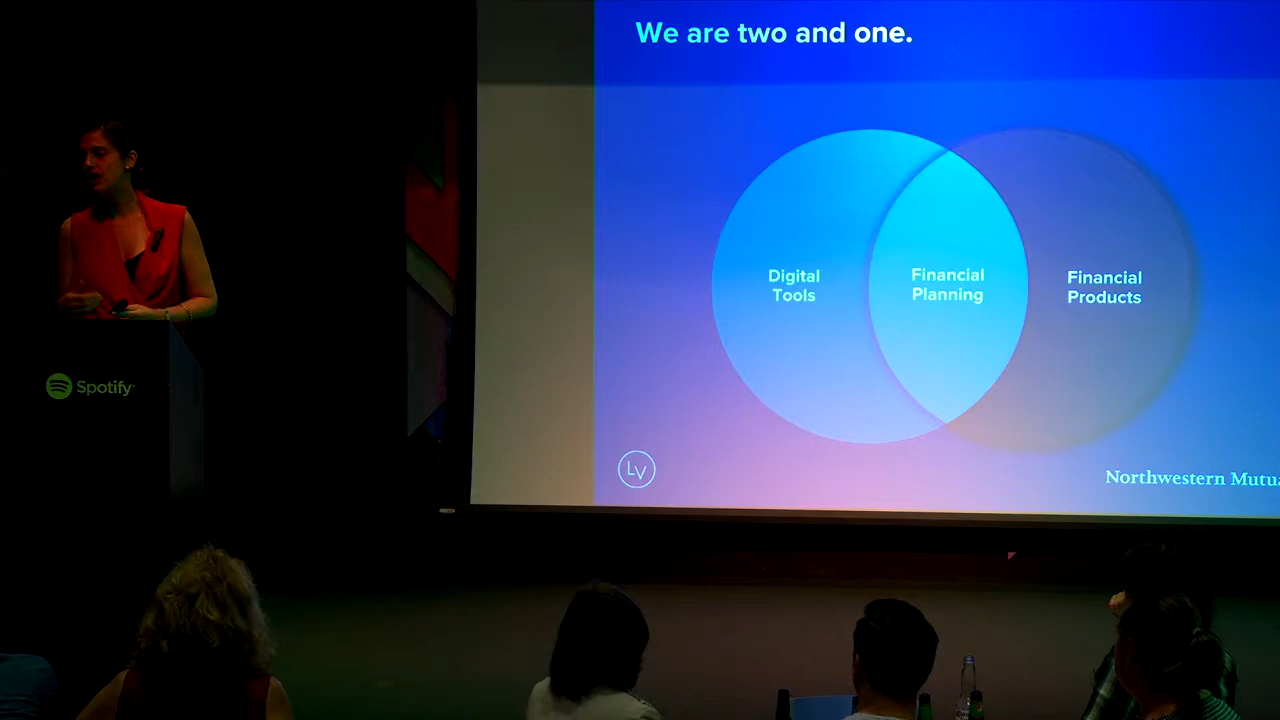 We are two and one.
Digital
Tools
Financial
Planning
Financial
Products
Spotify
LV
Northwestern Mutua